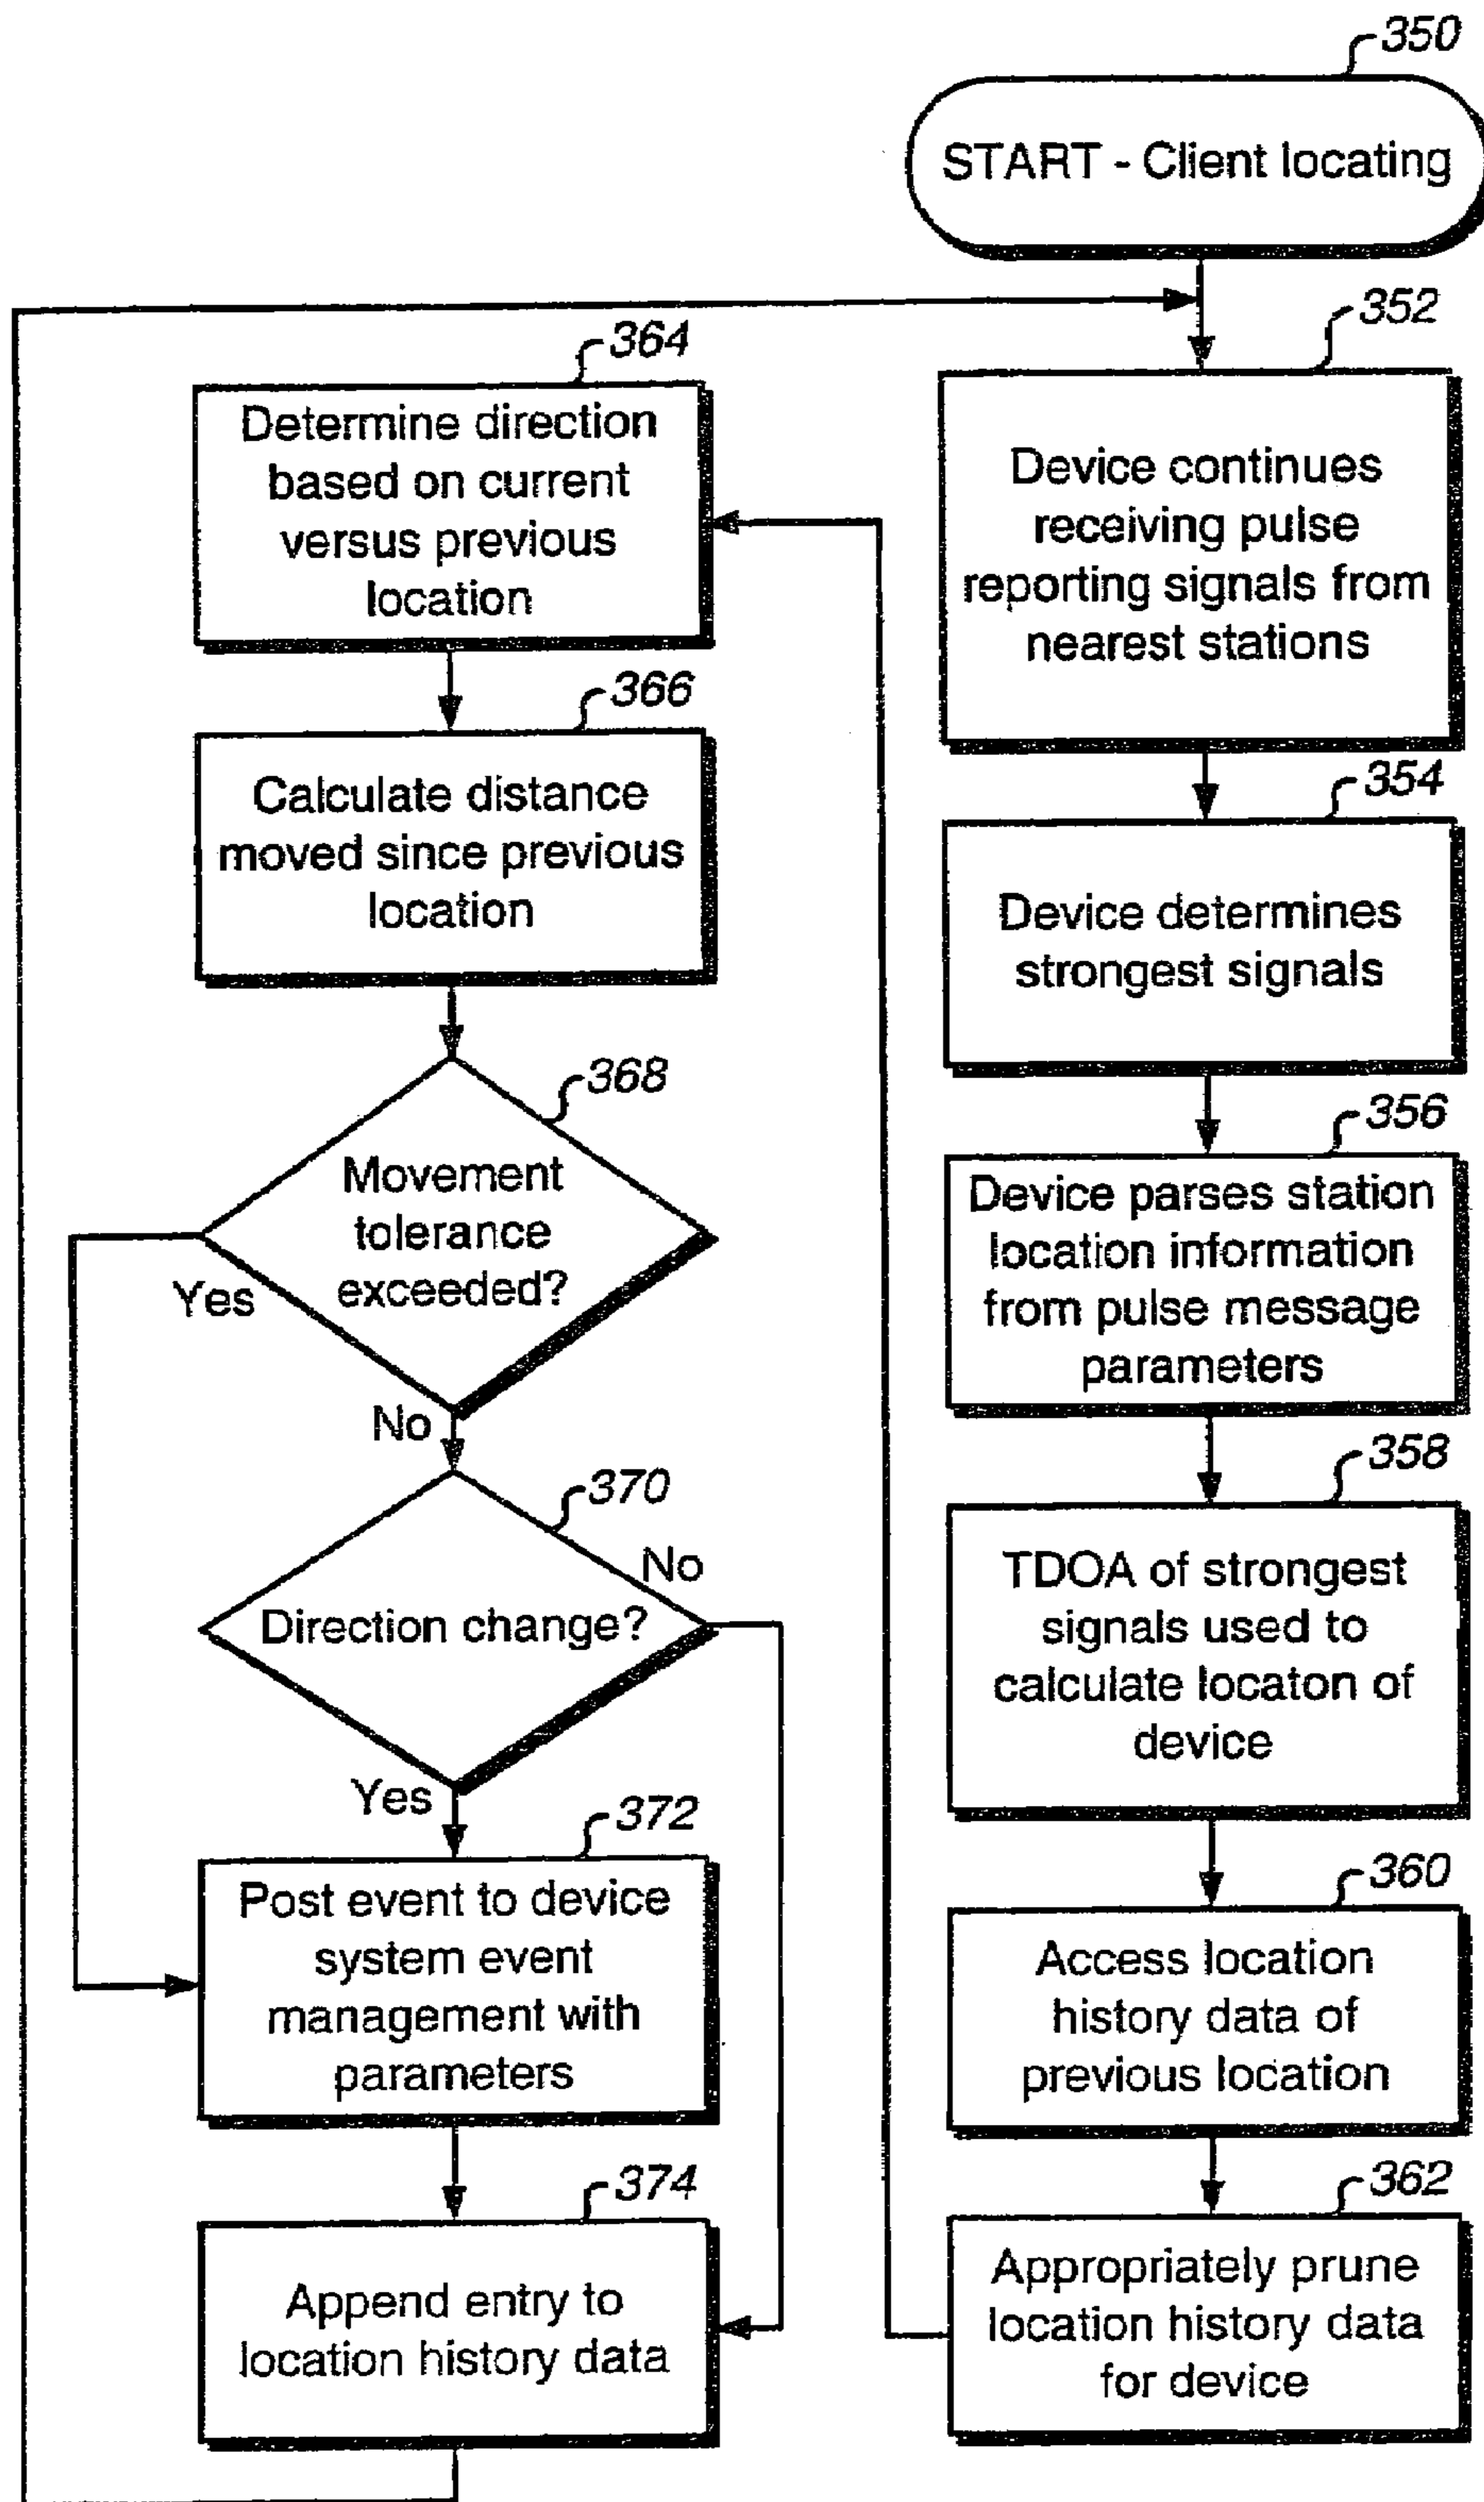 350
START - Client locating
352
Device continues
receiving pulse
reporting signals from
nearest stations
354
Device determines
strongest signals
356
Device parses station
location information
from pulse message
parameters
358
TDOA of strongest
signals used to
calculate locaton of
device
360
Access location
history data of
previous location
362
Appropriately prune
location history data
for device
364
Determine direction
based on current
versus previous
location
366
Calculate distance
moved since previous
location
368
Movement
tolerance
exceeded?
Yes
No
370
No
Direction change?
Yes
372
Post event to device
system event
management with
parameters
374
Append entry to
location history data